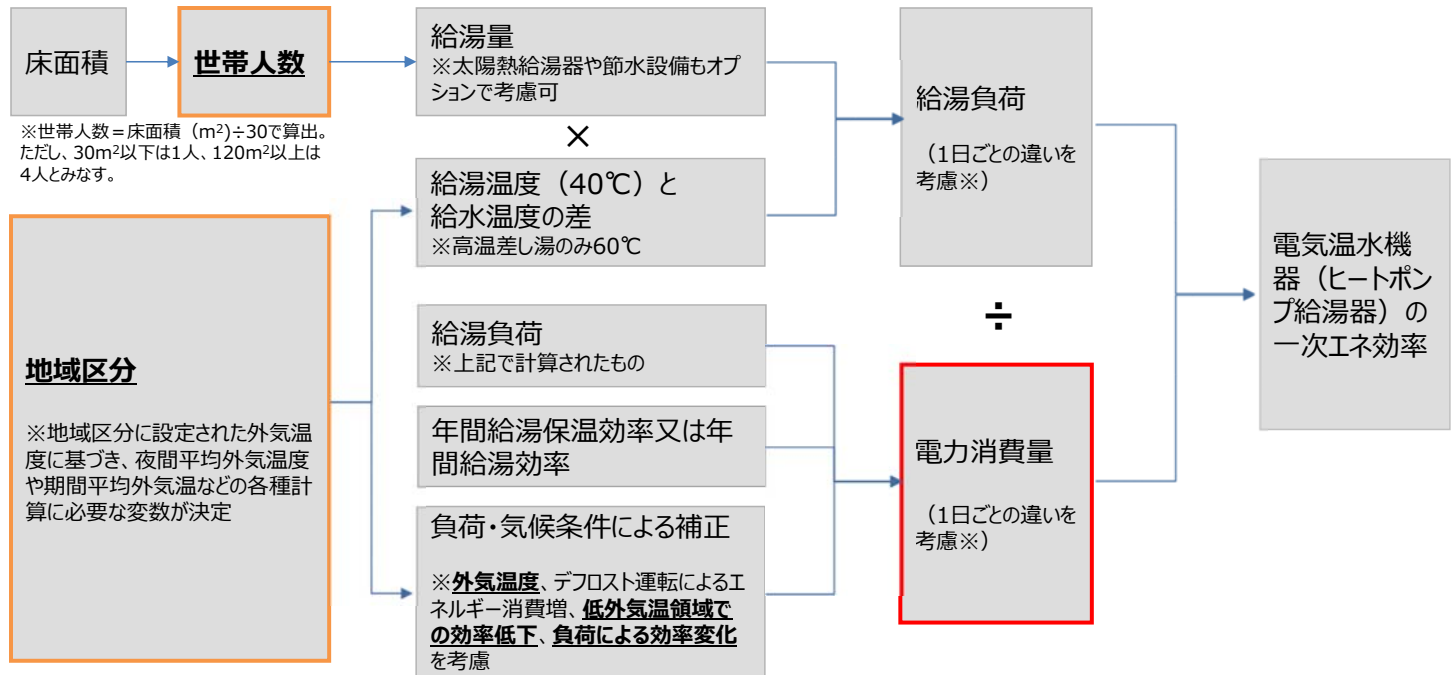 床面積
世帯人数
※世帯人数＝床面積（m²)÷30で算出。
ただし、30m²以下は1人、120m²以上は
4人とみなす。
給湯量
※太陽熱給湯器や節水設備もオプ
ションで考慮可
×
給湯温度（40℃）と
給水温度の差
※高温差し湯のみ60℃
給湯負荷
（1日ごとの違いを
考慮※）
地域区分
※地域区分に設定された外気温
度に基づき、夜間平均外気温度
や期間平均外気温などの各種計
算に必要な変数が決定
給湯負荷
※上記で計算されたもの
年間給湯保温効率又は年
間給湯効率
負荷・気候条件による補正
※外気温度、デフロスト運転によるエ
ネルギー消費増、低外気温領域で
の効率低下、負荷による効率変化
を考慮
÷
電力消費量
（1日ごとの違いを
考慮※）
電気温水機
器（ヒートポン
プ給湯器）の
一次エネ効率